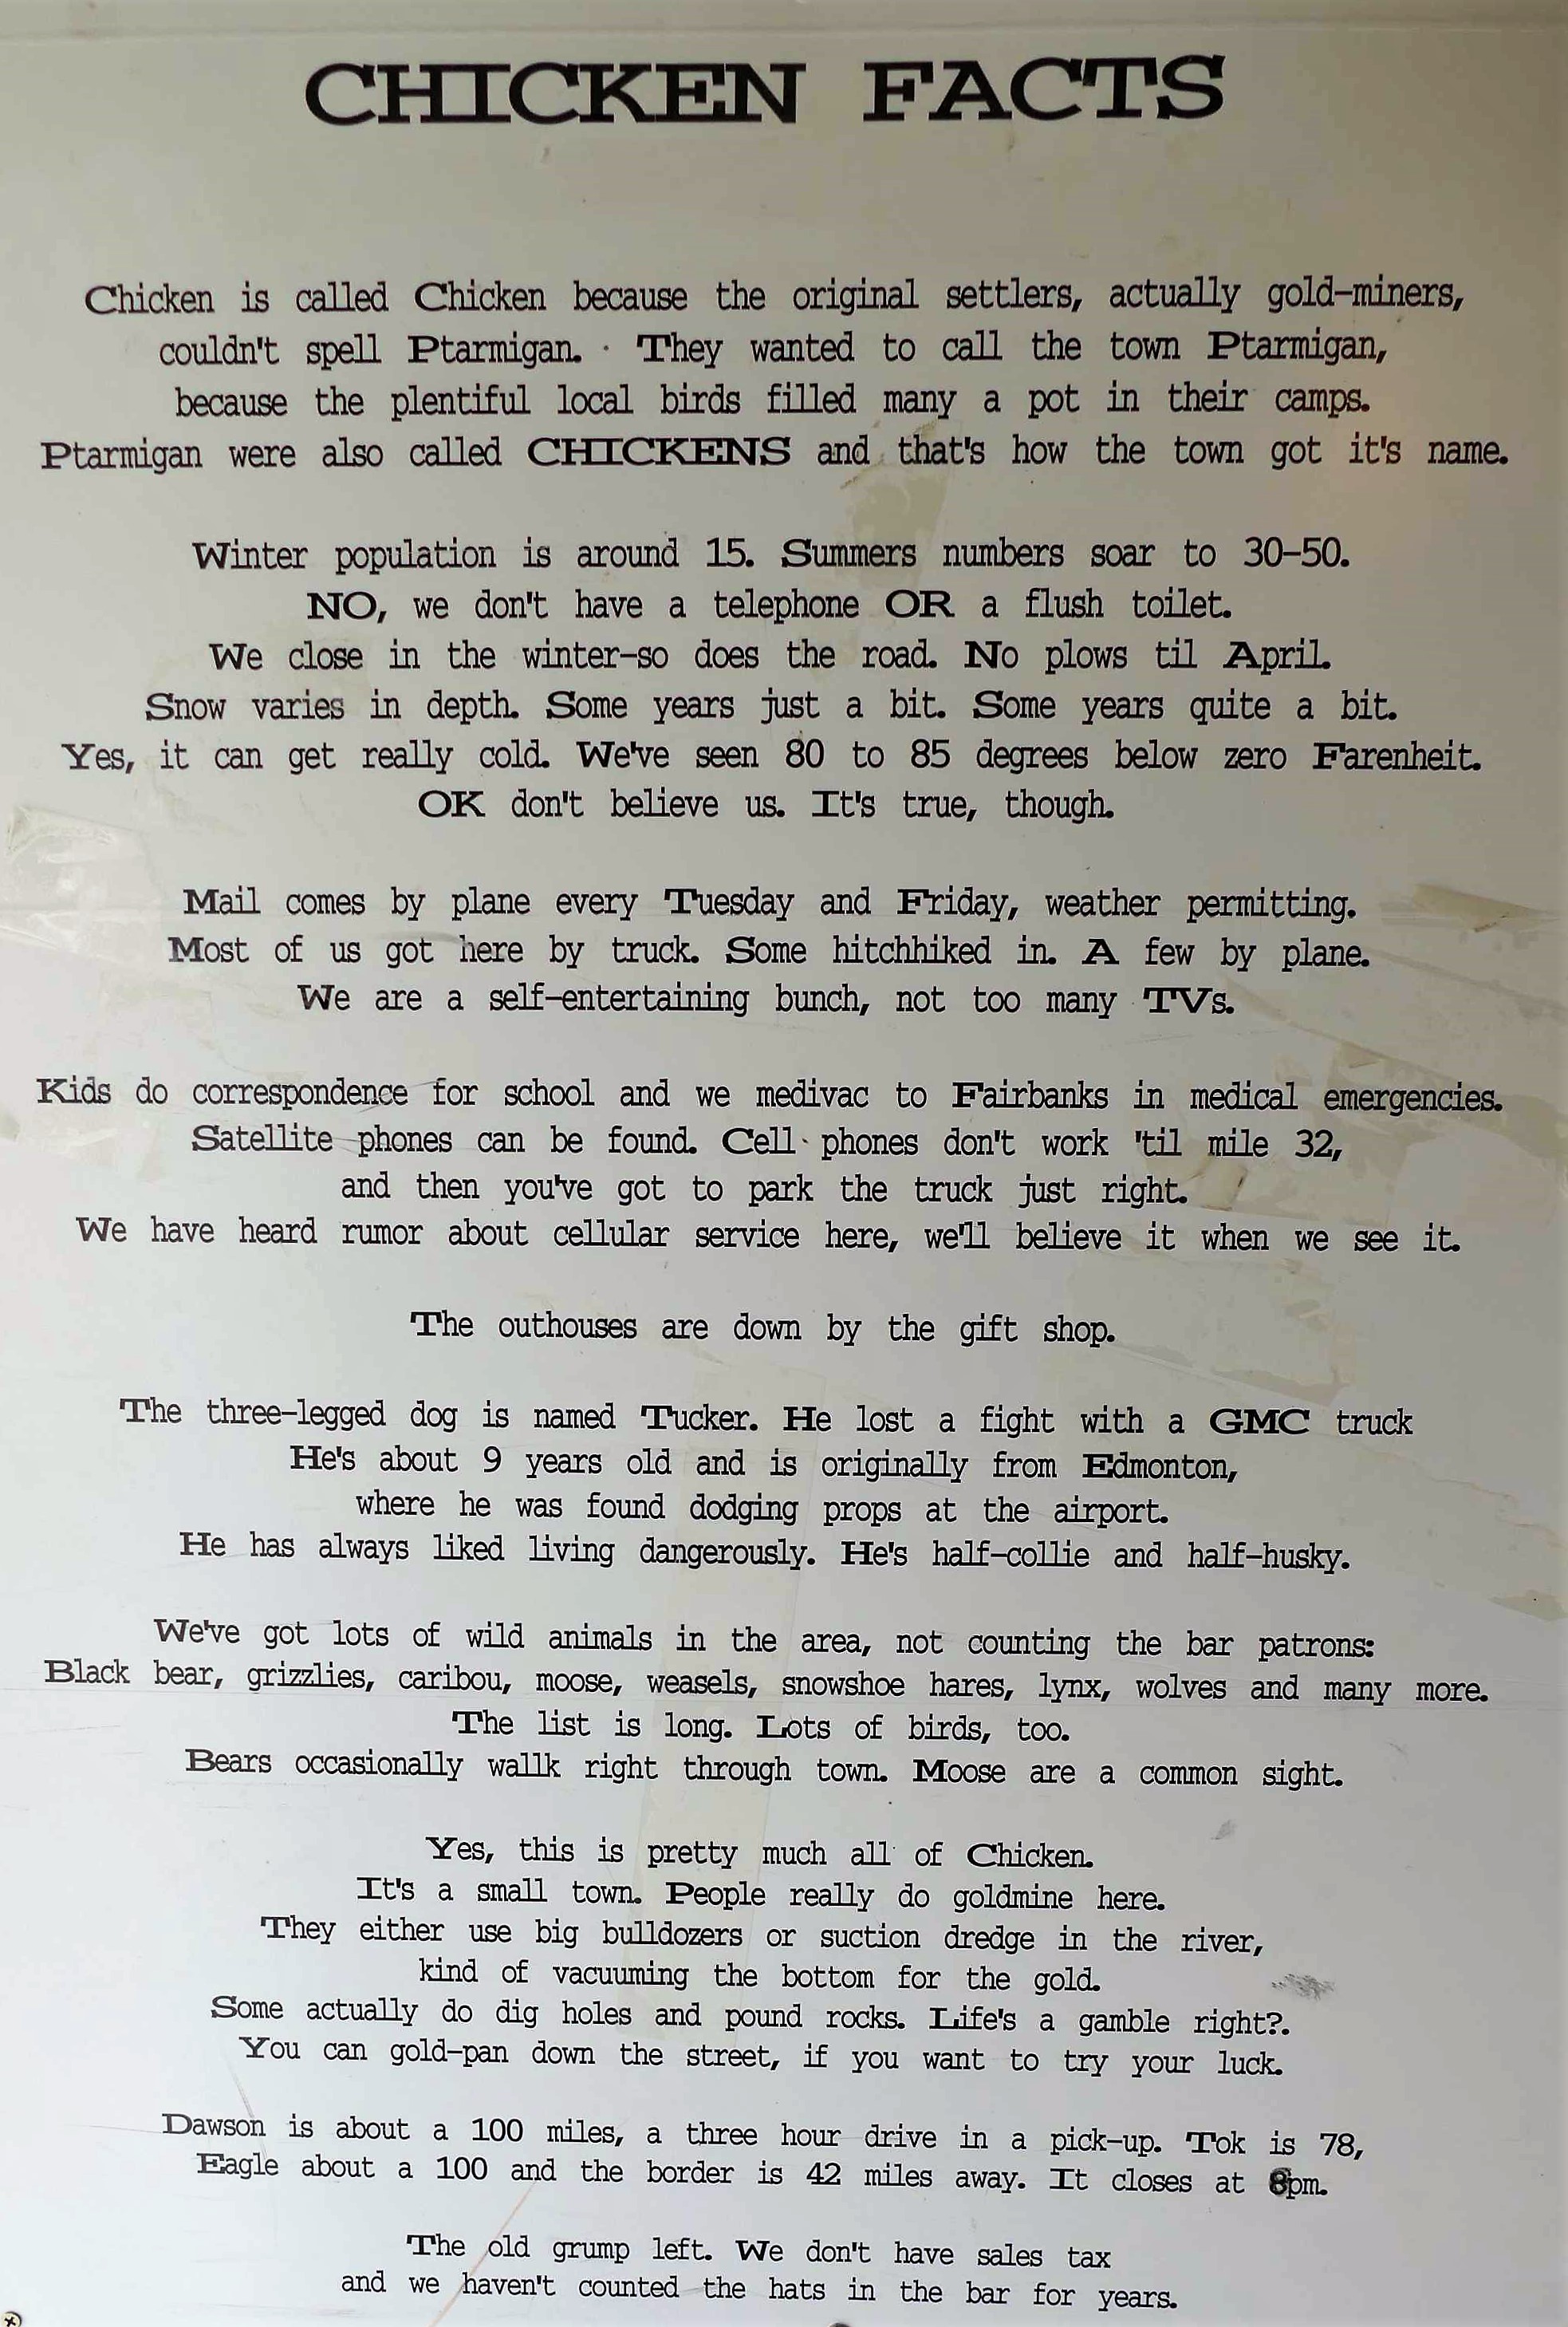 CHICKEN FACTS
Chicken is called Chicken because the original settlers, actually gold-miners,
couldn't spell Ptarmigan. They wanted to call the town Ptarmigan,
because the plentiful local birds filled many a pot in their camps.
Ptarmigan were also called CHICKENS and that's how the town got it's name.
Winter population is around 15. Summers numbers soar to 30-50.
NO, we don't have a telephone OR a flush toilet.
We close in the winter-so does the road. No plows til April.
Snow varies in depth. Some years just a bit. Some years quite a bit.
Yes, it can get really cold. We've seen 80 to 85 degrees below zero Farenheit.
OK don't believe us. It's true, though.
Mail comes by plane every Tuesday and Friday, weather permitting.
Most of us got here by truck. Some hitchhiked in. A few by plane.
We are a self-entertaining bunch, not too many TVs.
Kids do correspondence for school and we medivac to Fairbanks in medical emergencies.
Satellite phones can be found. Cell phones don't work 'til mile 32,
and then you've got to park the truck just right.
We have heard rumor about cellular service here, we'll believe it when we see it.
The outhouses are down by the gift shop.
The three-legged dog is named Tucker. He lost a fight with a GMC truck
He's about 9 years old and is originally from Edmonton,
where he was found dodging props at the airport.
He has always liked living dangerously. He's half-collie and half-husky.
We've got lots of wild animals in the area, not counting the bar patrons:
Black bear, grizzlies, caribou, moose, weasels, snowshoe hares, lynx, wolves and many more.
The list is long. Lots of birds, too.
Bears occasionally wallk right through town. Moose are a common sight.
Yes, this is pretty much all of Chicken.
It's a small town. People really do goldmine here.
They either use big bulldozers or suction dredge in the river,
kind of vacuuming the bottom for the gold.
Some actually do dig holes and pound rocks. Life's a gamble right?.
You can gold-pan down the street, if you want to try your luck.
Dawson is about a 100 miles, a three hour drive in a pick-up. Tok is 78,
Eagle about a 100 and the border is 42 miles away. It closes at 8pm.
The old grump left. We don't have sales tax
and we haven't counted the hats in the bar for years.